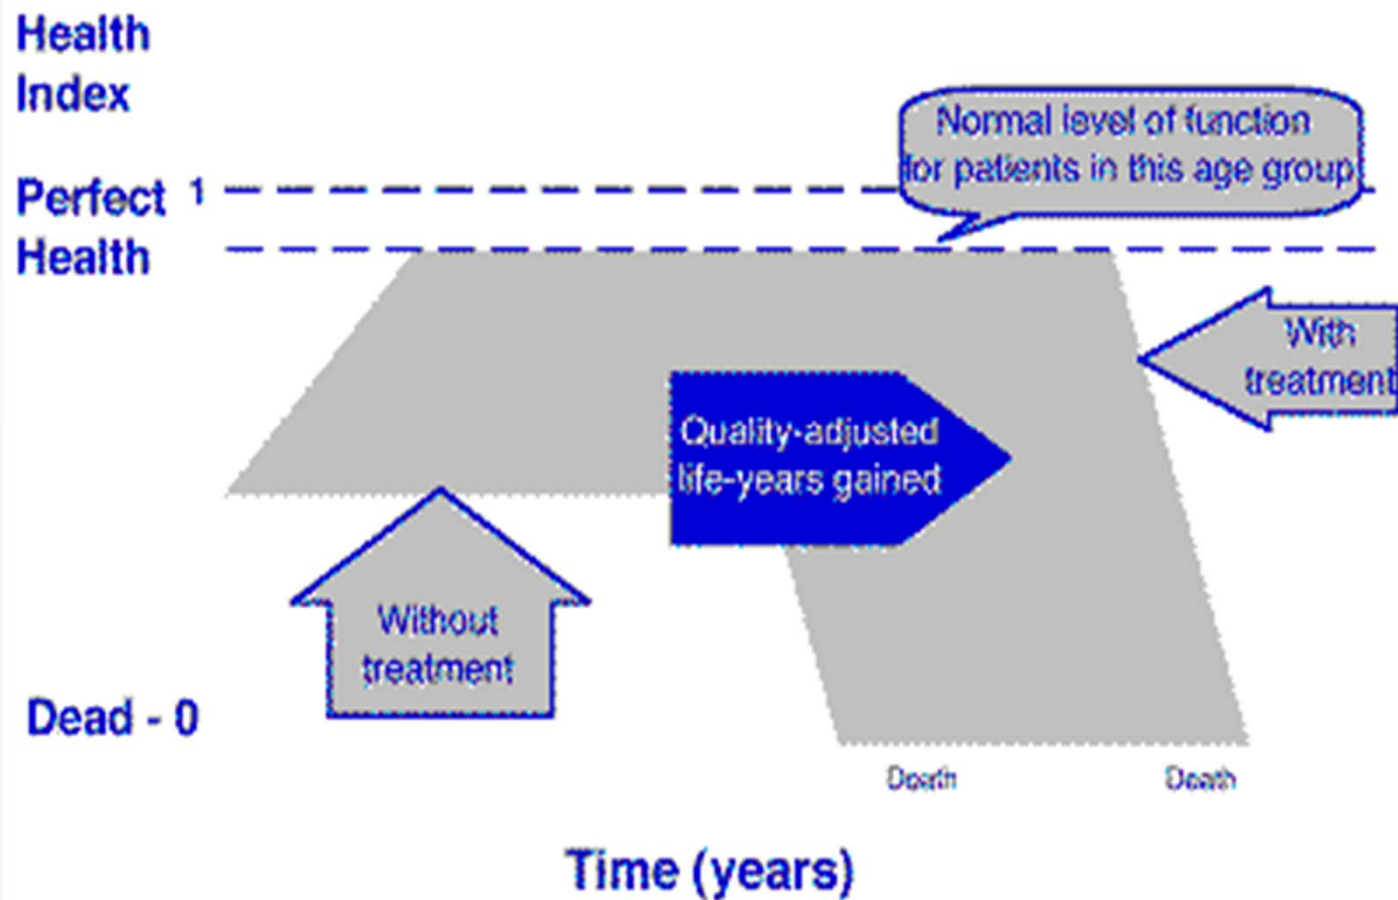 Health
Index
Normal level of function
for patients in this age group
Perfect 1
Health
With
treatment
Quality-adjusted
life-years gained
Without
treatment
Dead - 0
Death
Death
Time (years)